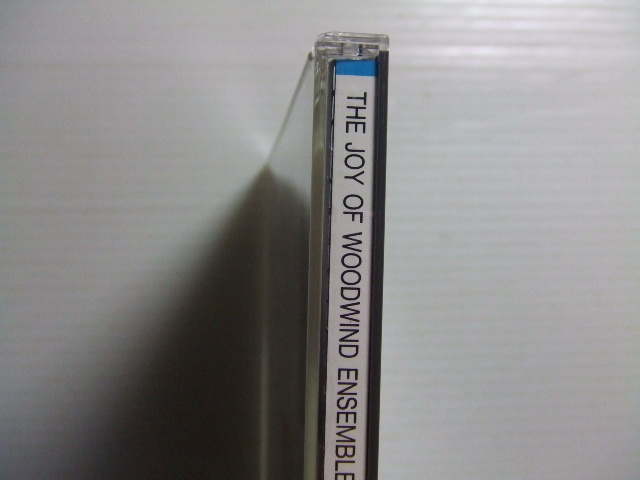 THE JOY OF WOODWIND ENSEMBLE